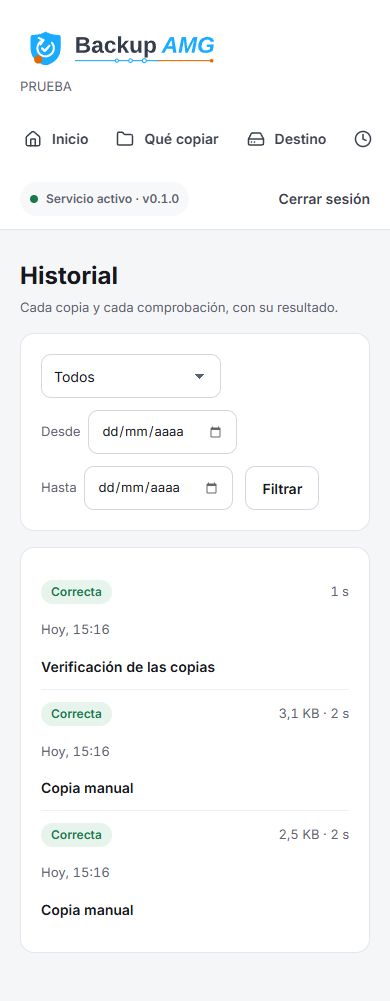 Backup AMG
PRUEBA
Inicio
Qué copiar
Destino
Servicio activo · v0.1.0
Cerrar sesión
Historial
Cada copia y cada comprobación, con su resultado.
Todos
Desde dd/mm/aaaa
Hasta dd/mm/aaaa Filtrar
Correcta 1 s
Hoy, 15:16
Verificación de las copias
Correcta 3,1 KB · 2 s
Hoy, 15:16
Copia manual
Correcta 2,5 KB · 2 s
Hoy, 15:16
Copia manual